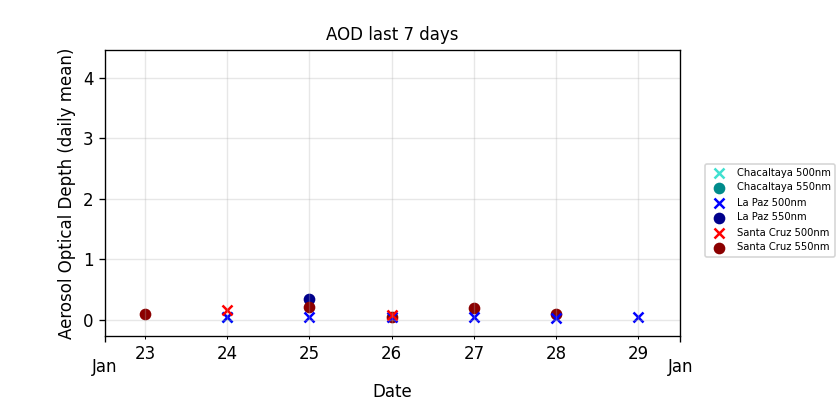 AOD last 7 days
Aerosol Optical Depth (daily mean)
4
3
2
1
0
23 24 25 26 27 28 29
Jan Jan
Date
Chacaltaya 500nm
Chacaltaya 550nm
La Paz 500nm
La Paz 550nm
Santa Cruz 500nm
Santa Cruz 550nm